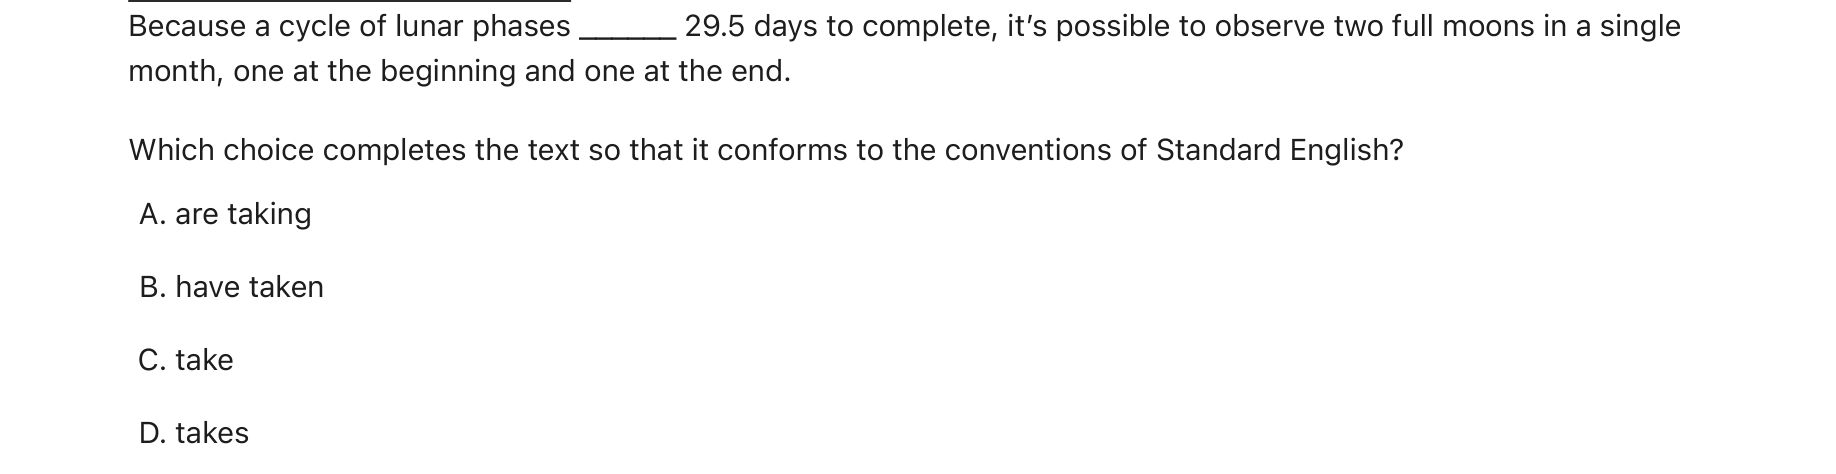 Because a cycle of lunar phases ______ 29.5 days to complete, it’s possible to observe two full moons in a single
month, one at the beginning and one at the end.
Which choice completes the text so that it conforms to the conventions of Standard English?
A. are taking
B. have taken
C. take
D. takes